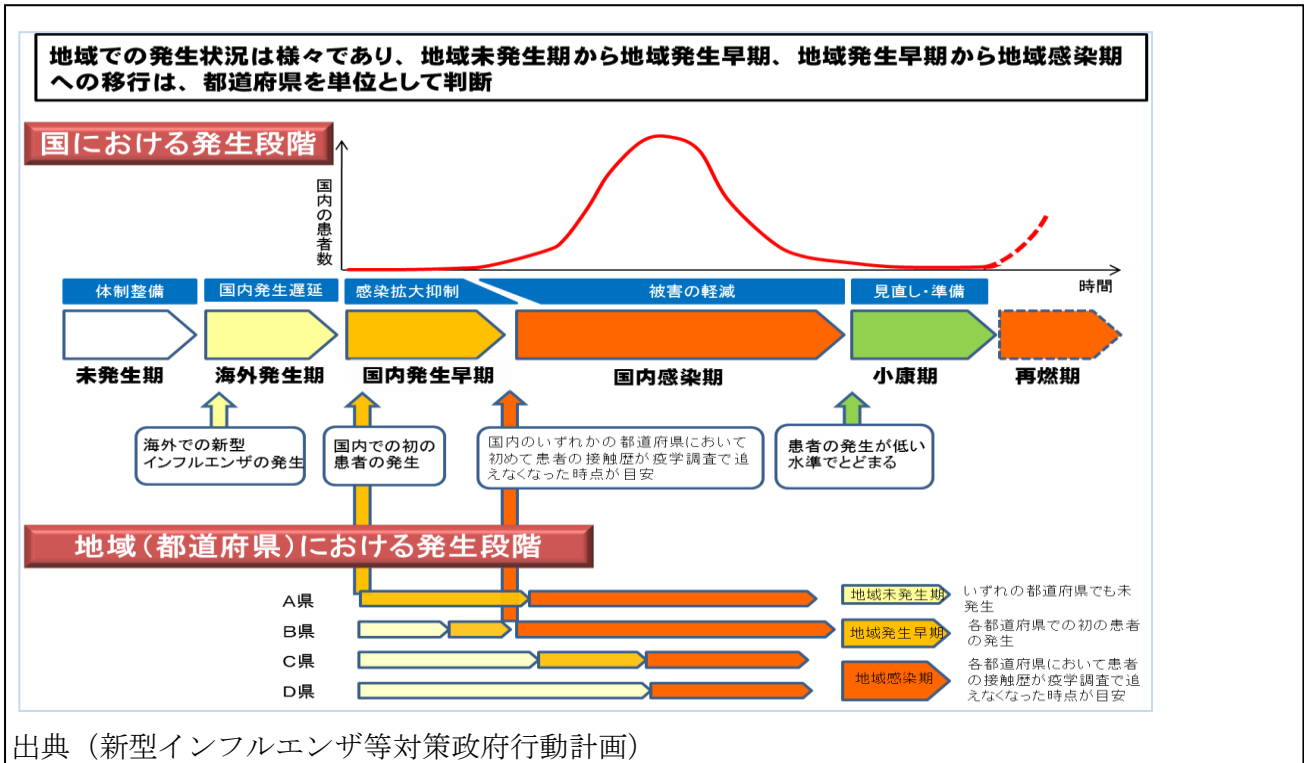 地域での発生状況は様々であり、地域未発生期から地域発生早期、地域発生早期から地域感染期
への移行は、都道府県を単位として判断
国における発生段階
国内の患者数
時間
体制整備
国内発生遅延
感染拡大抑制
被害の軽減
見直し・準備
未発生期
海外発生期
国内発生早期
国内感染期
小康期
再燃期
海外での新型
インフルエンザの発生
国内での初の
患者の発生
国内のいずれかの都道府県において
初めて患者の接触歴が疫学調査で追
えなくなった時点が目安
患者の発生が低い
水準でとどまる
地域（都道府県）における発生段階
A県
B県
C県
D県
地域未発生期
いずれの都道府県でも未
発生
地域発生早期
各都道府県での初の患者
の発生
地域感染期
各都道府県において患者
の接触歴が疫学調査で追
えなくなった時点が目安
出典（新型インフルエンザ等対策政府行動計画）